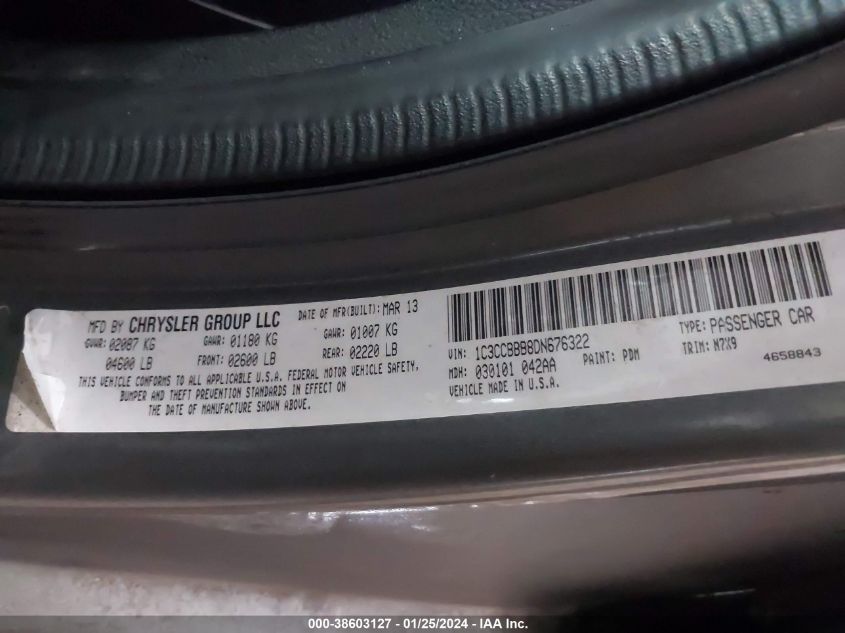 MFD BY CHRYSLER GROUP LLC DATE OF MFR(BUILT): MAR 13
GVWR: 02087 KG GAWR: 01180 KG GAWR: 01007 KG
04600 LB FRONT: 02600 LB REAR: 02220 LB
THIS VEHICLE CONFORMS TO ALL APPLICABLE U.S.A. FEDERAL MOTOR VEHICLE SAFETY,
BUMPER AND THEFT PREVENTION STANDARDS IN EFFECT ON
THE DATE OF MANUFACTURE SHOWN ABOVE.
VIN: 1C3CCBBB8DN676322 TYPE: PASSENGER CAR
MDH: 030101 042AA PAINT: PDM TRIM: N7X9
VEHICLE MADE IN U.S.A. 4658843
000-38603127 - 01/25/2024 - IAA Inc.